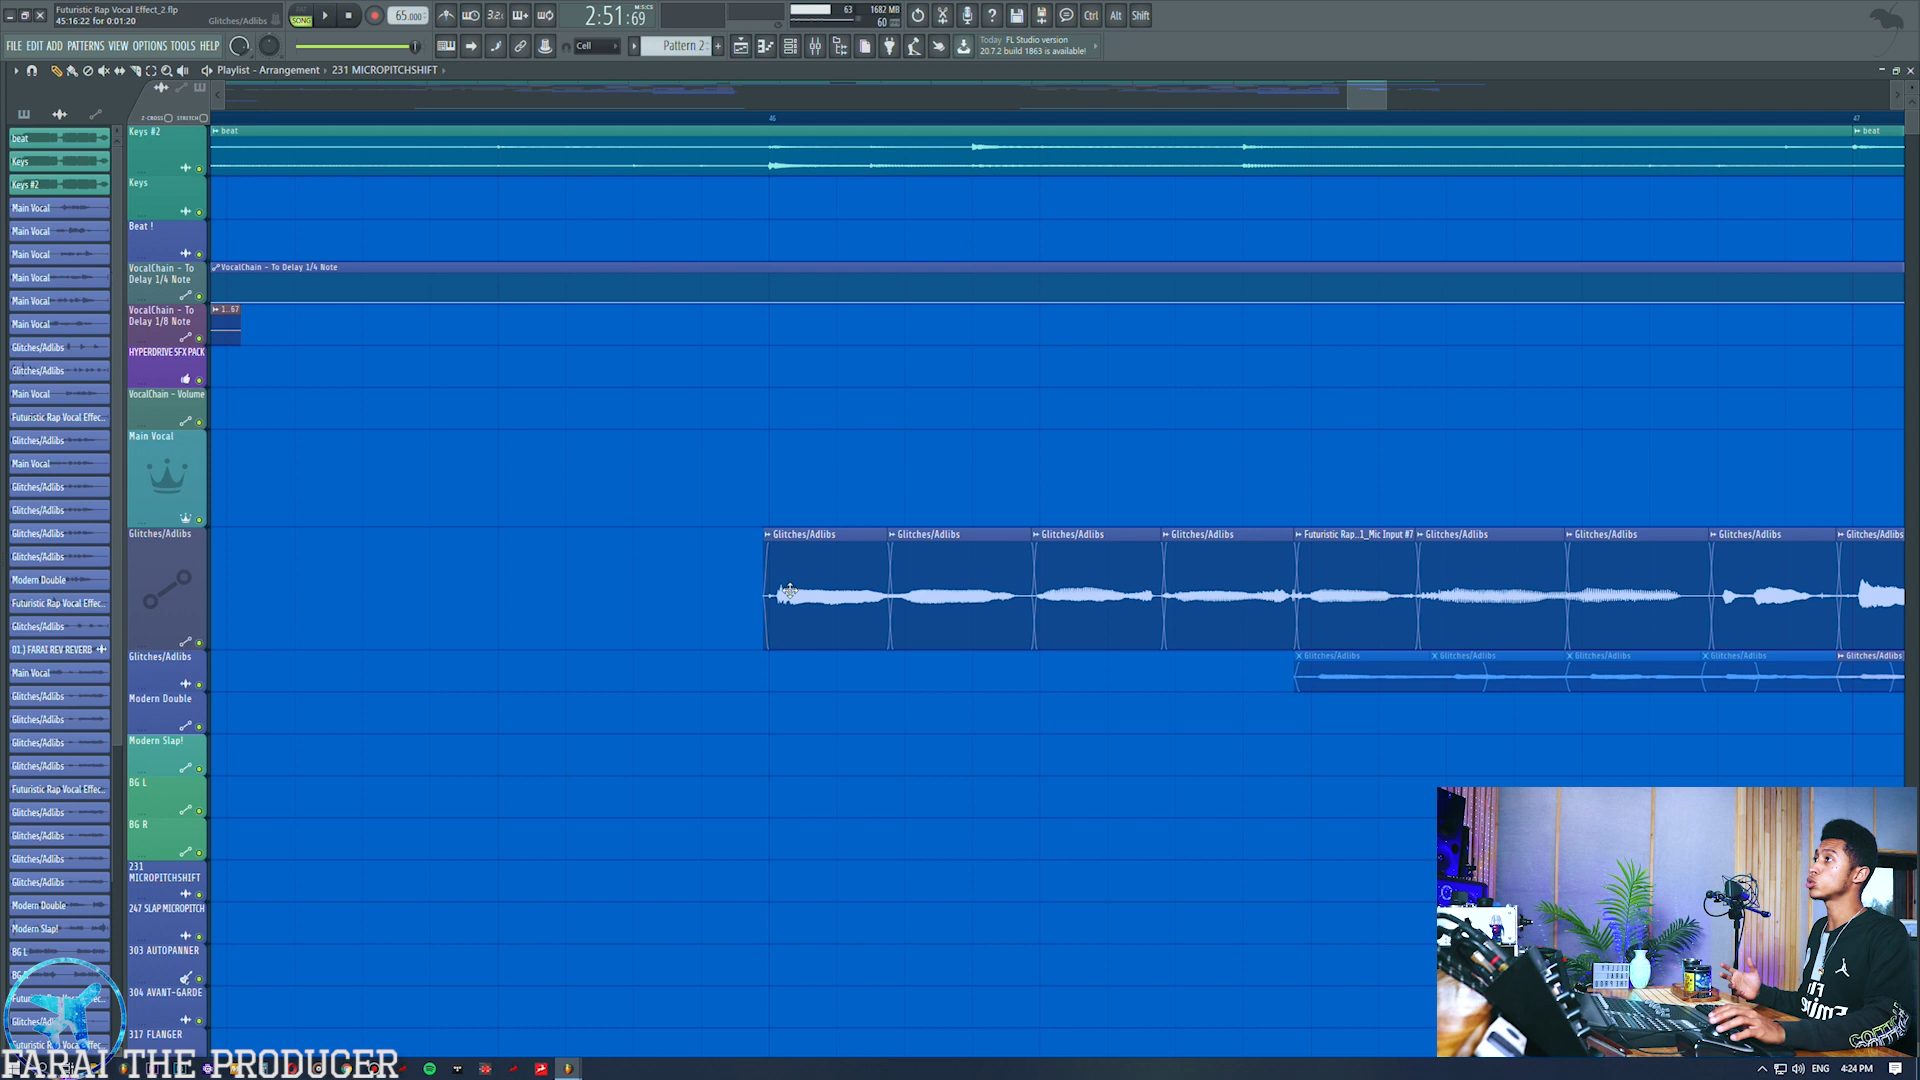 Futuristic Rap Vocal Effect_2.flp
45:16:22 for 0:01:20
Glitches/Adlibs
SONG
65.000
3.2:
2:51:69
M:S:CS
63
1682 MB
60
Ctrl
Alt
Shift
FILE EDIT ADD PATTERNS VIEW OPTIONS TOOLS HELP
Cell
Pattern 2
Today FL Studio version
20.7.2 build 1863 is available!
Playlist - Arrangement › 231 MICROPITCHSHIFT ›
Z-CROSS
STRETCH
46
47
beat
Keys
Keys #2
Main Vocal
Main Vocal
Main Vocal
Main Vocal
Main Vocal
Main Vocal
Glitches/Adlibs
Glitches/Adlibs
Main Vocal
Futuristic Rap Vocal Effec..
Glitches/Adlibs
Main Vocal
Glitches/Adlibs
Glitches/Adlibs
Glitches/Adlibs
Glitches/Adlibs
Modern Double
Futuristic Rap Vocal Effec..
Glitches/Adlibs
01.) FARAI REV REVERB
Main Vocal
Glitches/Adlibs
Glitches/Adlibs
Glitches/Adlibs
Glitches/Adlibs
Futuristic Rap Vocal Effec..
Glitches/Adlibs
Glitches/Adlibs
Glitches/Adlibs
Glitches/Adlibs
Modern Double
Modern Slap!
BG L
Keys #2
Keys
Beat !
VocalChain - To
Delay 1/4 Note
VocalChain - To
Delay 1/8 Note
HYPERDRIVE SFX PACK
VocalChain - Volume
Main Vocal
Glitches/Adlibs
Glitches/Adlibs
Modern Double
Modern Slap!
BG L
BG R
231
MICROPITCHSHIFT
247 SLAP MICROPITCH
303 AUTOPANNER
304 AVANT-GARDE
317 FLANGER
beat
beat
VocalChain - To Delay 1/4 Note
1..67
Glitches/Adlibs
Glitches/Adlibs
Glitches/Adlibs
Glitches/Adlibs
Futuristic Rap...1_Mic Input #7
Glitches/Adlibs
Glitches/Adlibs
Glitches/Adlibs
Glitches/Adlibs
Glitches/Adlibs
Glitches/Adlibs
Glitches/Adlibs
Glitches/Adlibs
Glitches/Adlibs
FARAI THE PRODUCER
ENG
4:24 PM